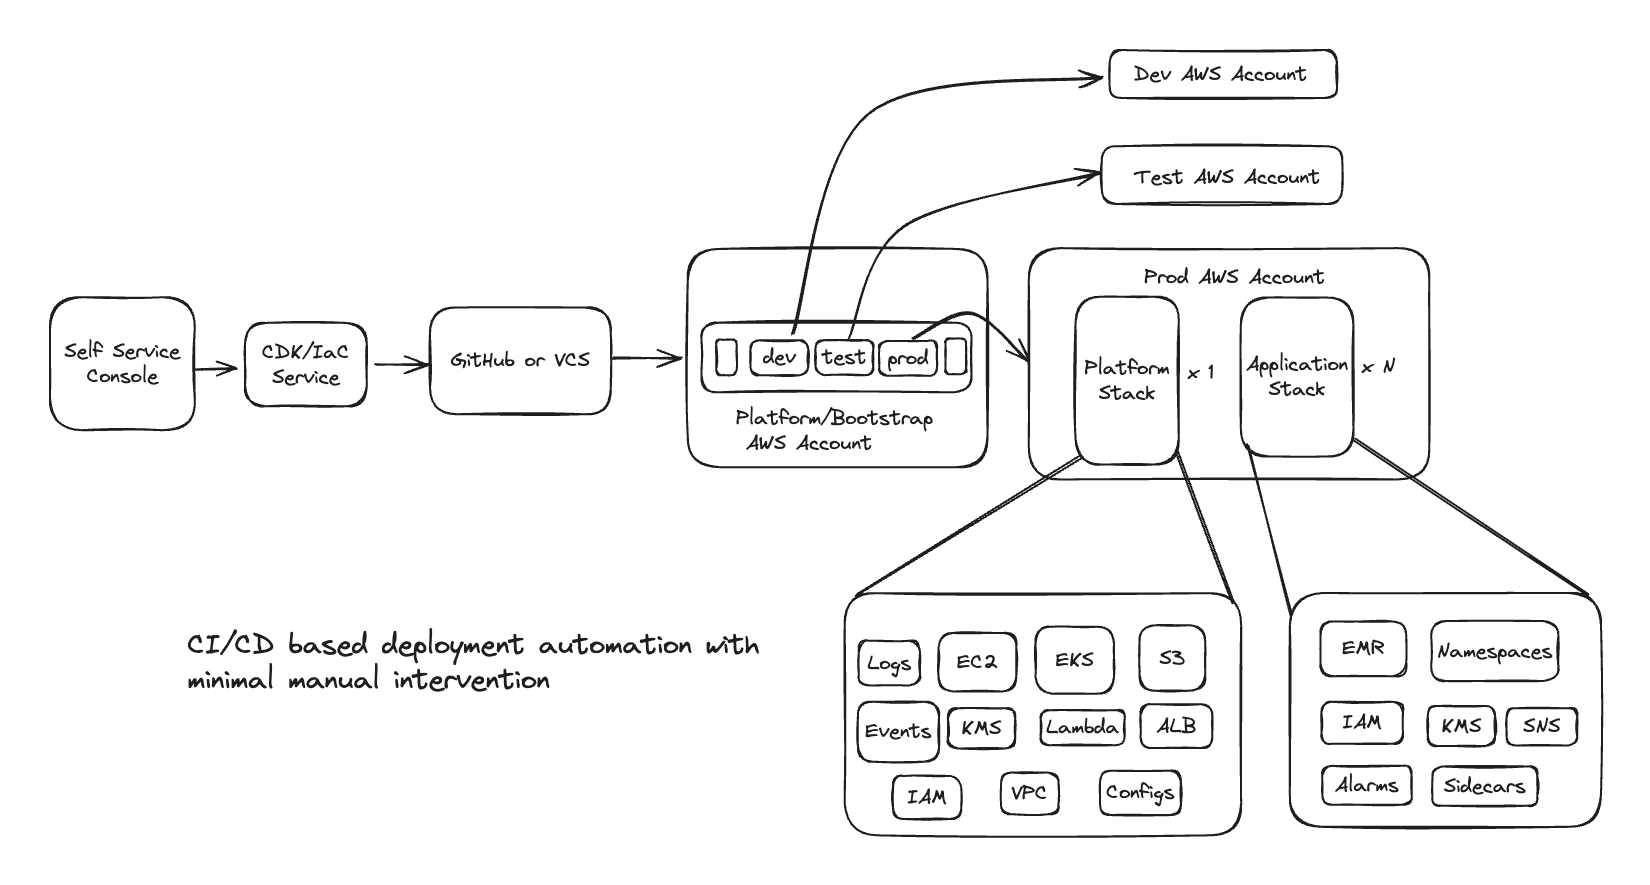 Dev AWS Account
Test AWS Account
Prod AWS Account
Self Service
Console
CDK/IaC
Service
GitHub or VCS
dev
test
prod
Platform/Bootstrap
AWS Account
Platform
Stack
x 1
Application
Stack
x N
CI/CD based deployment automation with
minimal manual intervention
Logs
EC2
EKS
S3
Events
KMS
Lambda
ALB
IAM
VPC
Configs
EMR
Namespaces
IAM
KMS
SNS
Alarms
Sidecars